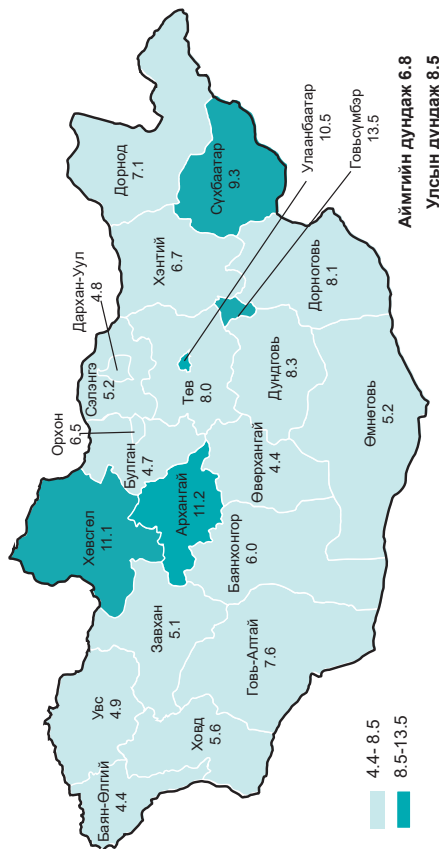 Баян-Өлгий
4.4
Увс
4.9
Ховд
5.6
Завхан
5.1
Говь-Алтай
7.6
Хөвсгөл
11.1
Архангай
11.2
Баянхонгор
6.0
Орхон
6.5
Булган
4.7
Сэлэнгэ
5.2
Дархан-Уул
4.8
Төв
8.0
Өвөрхангай
4.4
Дундговь
8.3
Өмнөговь
5.2
Хэнтий
6.7
Дорнод
7.1
Сүхбаатар
9.3
Дорноговь
8.1
Улаанбаатар
10.5
Говьсүмбэр
13.5
4.4- 8.5
8.5-13.5
Аймгийн дундаж 6.8
Улсын дундаж 8.5